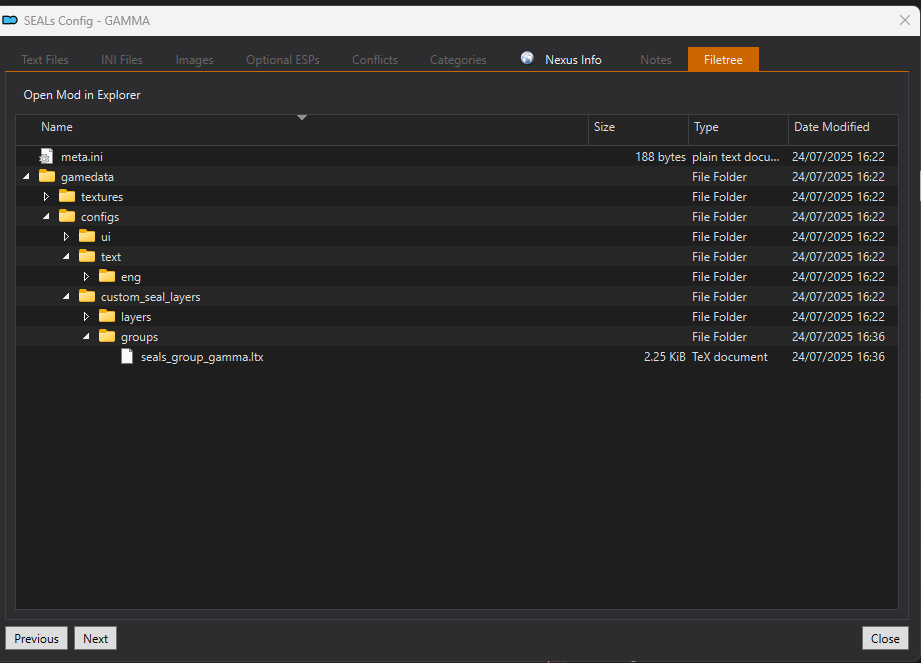 SEALs Config - GAMMA
Text Files INI Files Images Optional ESPs Conflicts Categories Nexus Info Notes Filetree
Open Mod in Explorer
Name Size Type Date Modified
meta.ini 188 bytes plain text docu... 24/07/2025 16:22
gamedata File Folder 24/07/2025 16:22
textures File Folder 24/07/2025 16:22
configs File Folder 24/07/2025 16:22
ui File Folder 24/07/2025 16:22
text File Folder 24/07/2025 16:22
eng File Folder 24/07/2025 16:22
custom_seal_layers File Folder 24/07/2025 16:22
layers File Folder 24/07/2025 16:22
groups File Folder 24/07/2025 16:36
seals_group_gamma.ltx 2.25 KiB TeX document 24/07/2025 16:36
Previous Next Close